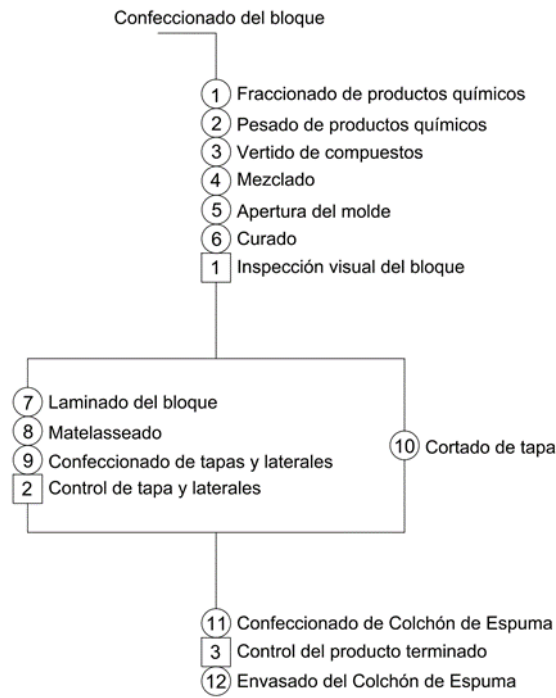 Confeccionado del bloque
1 Fraccionado de productos químicos
2 Pesado de productos químicos
3 Vertido de compuestos
4 Mezclado
5 Apertura del molde
6 Curado
1 Inspección visual del bloque
7 Laminado del bloque
8 Matelasseado
9 Confeccionado de tapas y laterales
2 Control de tapa y laterales
10 Cortado de tapa
11 Confeccionado de Colchón de Espuma
3 Control del producto terminado
12 Envasado del Colchón de Espuma